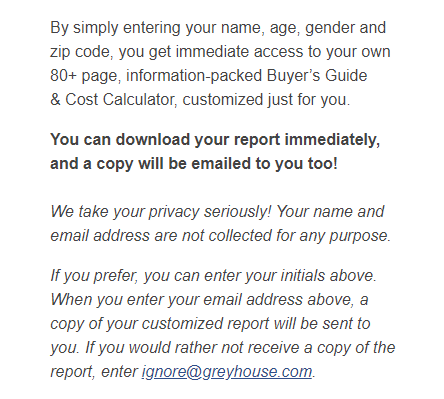 By simply entering your name, age, gender and
zip code, you get immediate access to your own
80+ page, information-packed Buyer’s Guide
& Cost Calculator, customized just for you.
You can download your report immediately,
and a copy will be emailed to you too!
We take your privacy seriously! Your name and
email address are not collected for any purpose.
If you prefer, you can enter your initials above.
When you enter your email address above, a
copy of your customized report will be sent to
you. If you would rather not receive a copy of the
report, enter ignore@greyhouse.com.